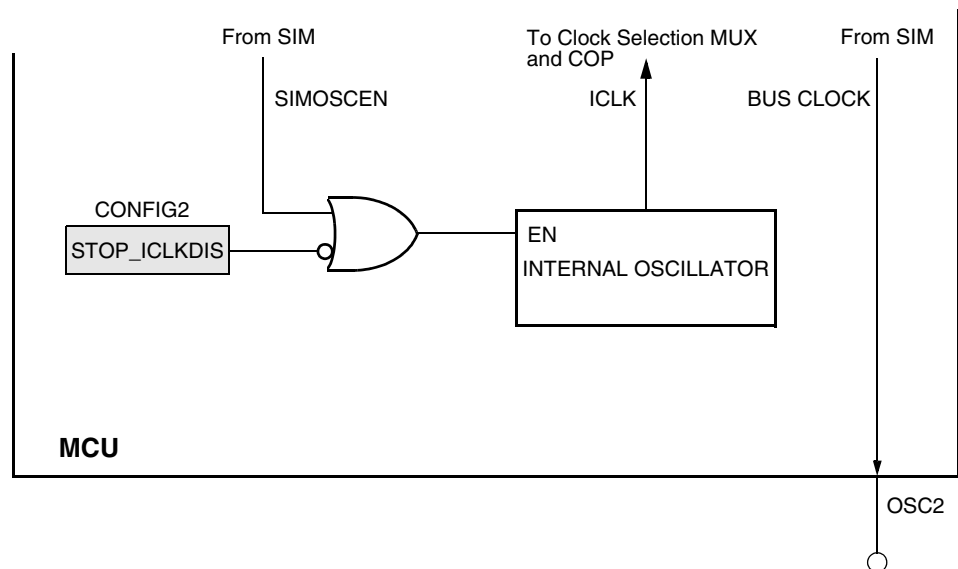 From SIM
To Clock Selection MUX
and COP
From SIM
SIMOSCEN
ICLK
BUS CLOCK
CONFIG2
STOP_ICLKDIS
EN
INTERNAL OSCILLATOR
MCU
OSC2